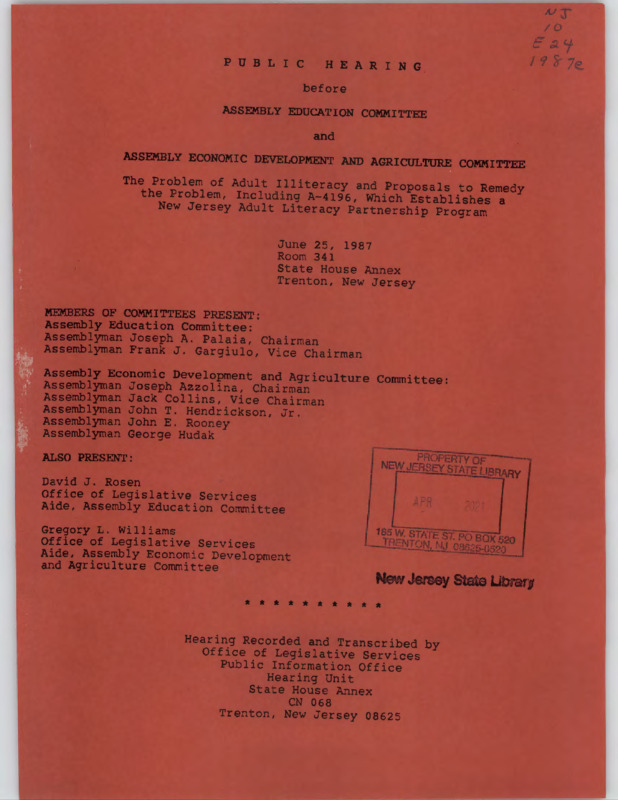 NJ
10
E24
1987e
PUBLIC HEARING
before
ASSEMBLY EDUCATION COMMITTEE
and
ASSEMBLY ECONOMIC DEVELOPMENT AND AGRICULTURE COMMITTEE
The Problem of Adult Illiteracy and Proposals to Remedy
the Problem, Including A-4196, Which Establishes a
New Jersey Adult Literacy Partnership Program
June 25, 1987
Room 341
State House Annex
Trenton, New Jersey
MEMBERS OF COMMITTEES PRESENT:
Assembly Education Committee:
Assemblyman Joseph A. Palaia, Chairman
Assemblyman Frank J. Gargiulo, Vice Chairman
Assembly Economic Development and Agriculture Committee:
Assemblyman Joseph Azzolina, Chairman
Assemblyman Jack Collins, Vice Chairman
Assemblyman John T. Hendrickson, Jr.
Assemblyman John E. Rooney
Assemblyman George Hudak
ALSO PRESENT:
David J. Rosen
Office of Legislative Services
Aide, Assembly Education Committee
Gregory L. Williams
Office of Legislative Services
Aide, Assembly Economic Development
and Agriculture Committee
PROPERTY OF
NEW JERSEY STATE LIBRARY
APR 2001
185 W. STATE ST. PO BOX 520
TRENTON, NJ 08625-0520
New Jersey State Library
* * * * * * * * * *
Hearing Recorded and Transcribed by
Office of Legislative Services
Public Information Office
Hearing Unit
State House Annex
CN 068
Trenton, New Jersey 08625